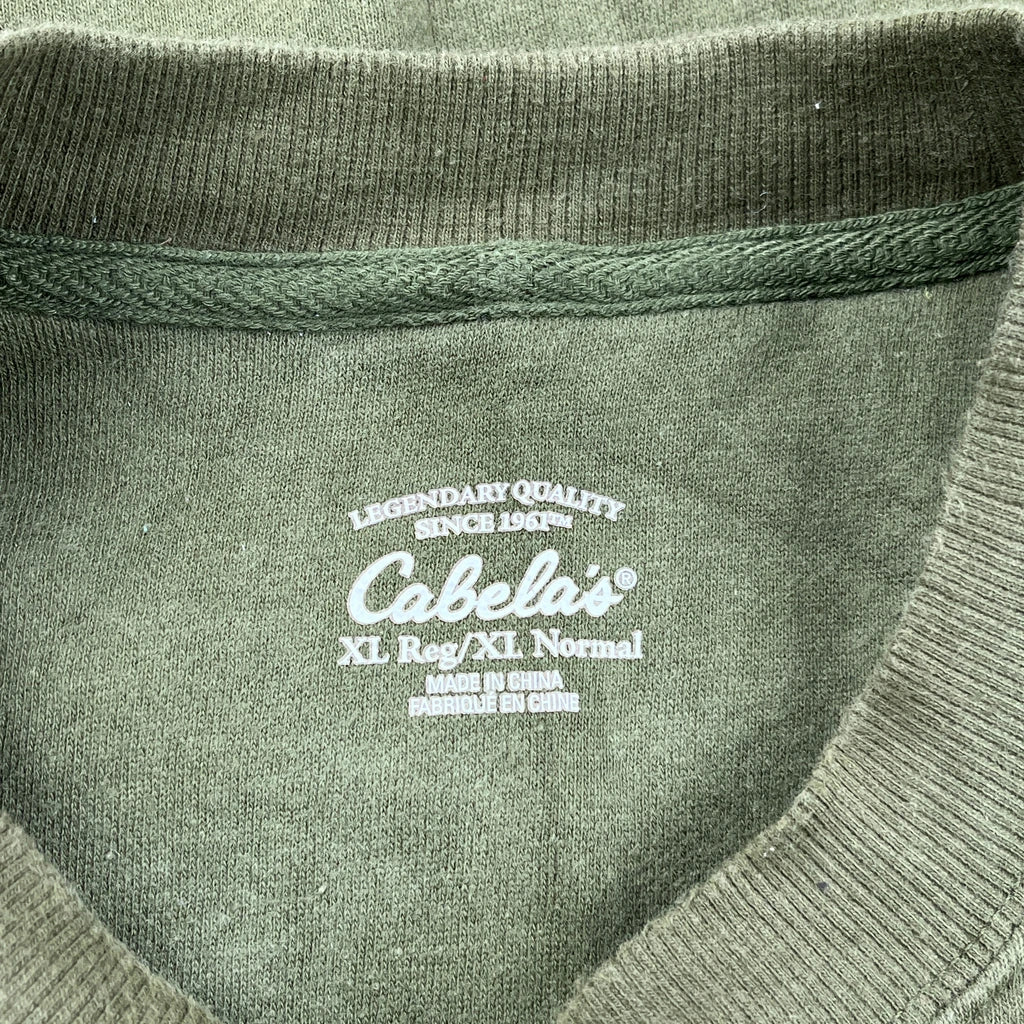 LEGENDARY QUALITY
SINCE 1961™
Cabela's®
XL Reg/XL Normal
MADE IN CHINA
FABRIQUÉ EN CHINE